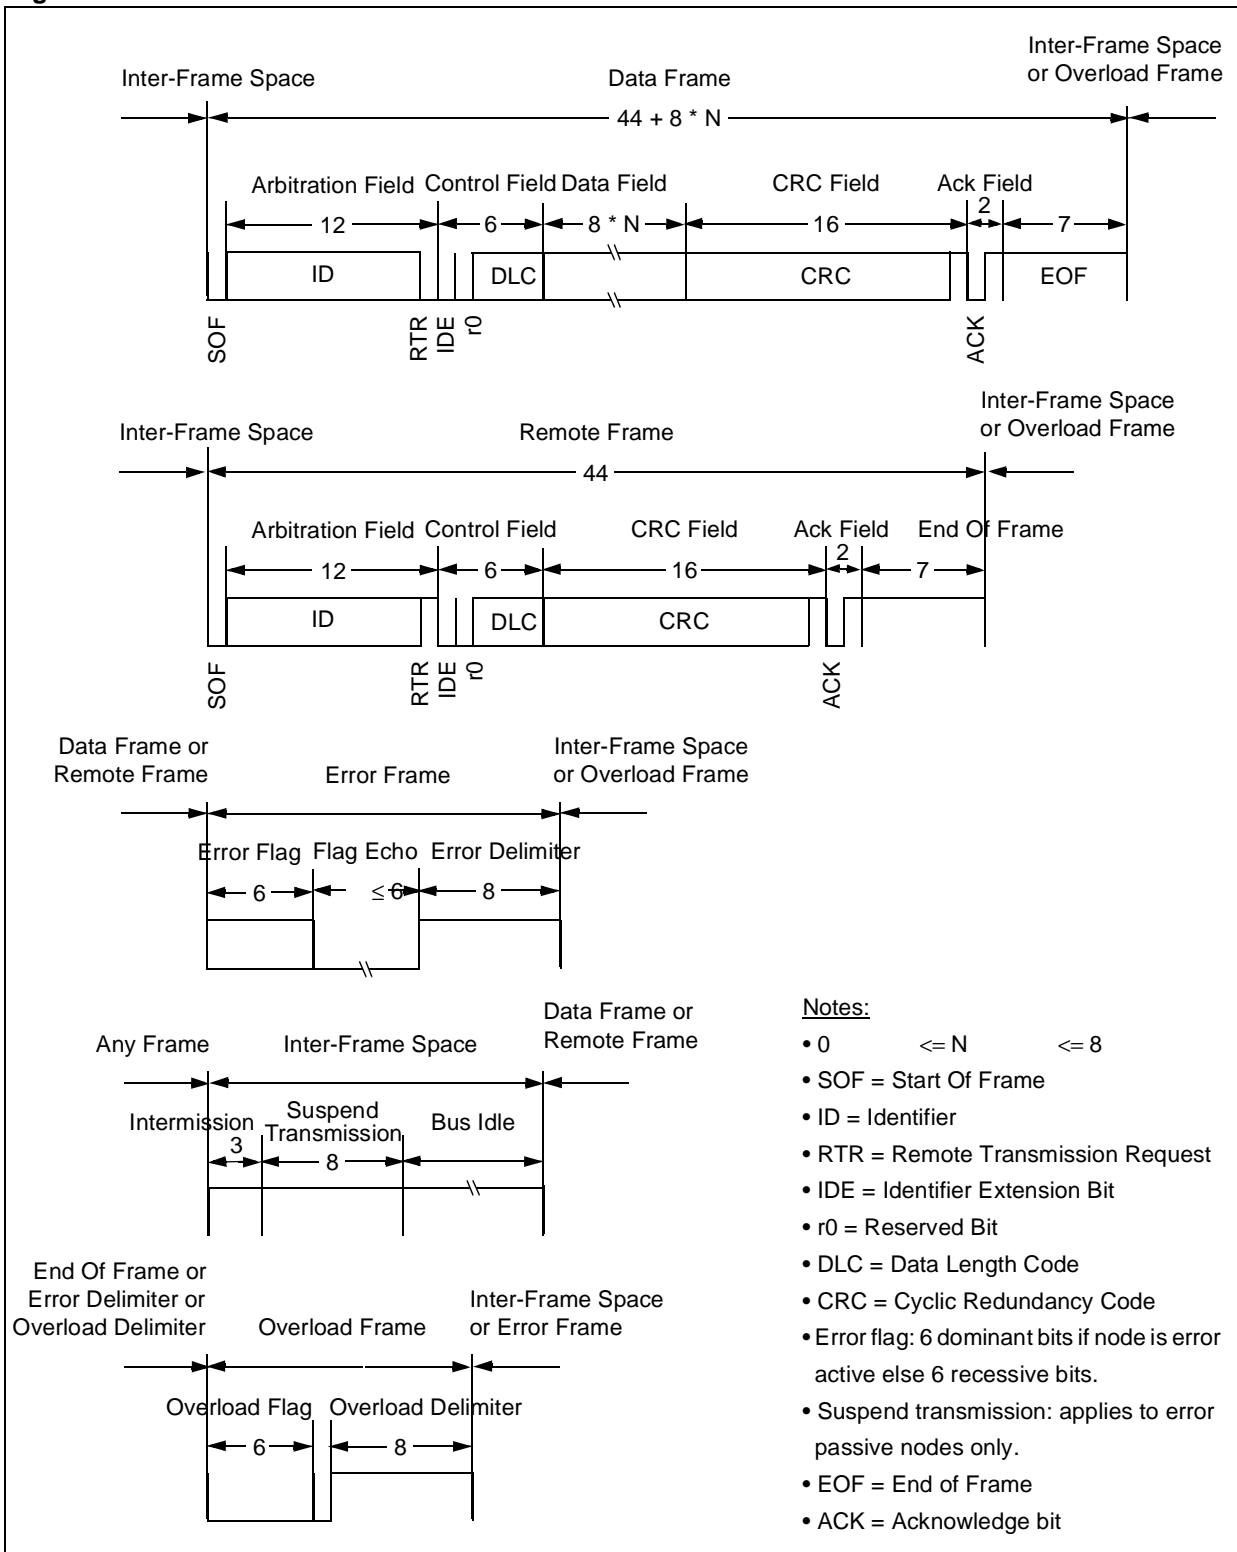 Inter-Frame Space
Data Frame
Inter-Frame Space
or Overload Frame
44 + 8 * N
Arbitration Field
Control Field
Data Field
CRC Field
Ack Field
12
6
8 * N
16
2
7
ID
DLC
CRC
EOF
SOF
RTR
IDE
r0
ACK
Inter-Frame Space
Remote Frame
Inter-Frame Space
or Overload Frame
44
Arbitration Field
Control Field
CRC Field
Ack Field
End Of Frame
12
6
16
2
7
ID
DLC
CRC
SOF
RTR
IDE
r0
ACK
Data Frame or
Remote Frame
Error Frame
Inter-Frame Space
or Overload Frame
Error Flag
Flag Echo
Error Delimiter
6
≤ 6
8
Any Frame
Inter-Frame Space
Data Frame or
Remote Frame
Intermission
Suspend
Transmission
Bus Idle
3
8
End Of Frame or
Error Delimiter or
Overload Delimiter
Overload Frame
Inter-Frame Space
or Error Frame
Overload Flag
Overload Delimiter
6
8
Notes:
• 0 <= N <= 8
• SOF = Start Of Frame
• ID = Identifier
• RTR = Remote Transmission Request
• IDE = Identifier Extension Bit
• r0 = Reserved Bit
• DLC = Data Length Code
• CRC = Cyclic Redundancy Code
• Error flag: 6 dominant bits if node is error
active else 6 recessive bits.
• Suspend transmission: applies to error
passive nodes only.
• EOF = End of Frame
• ACK = Acknowledge bit